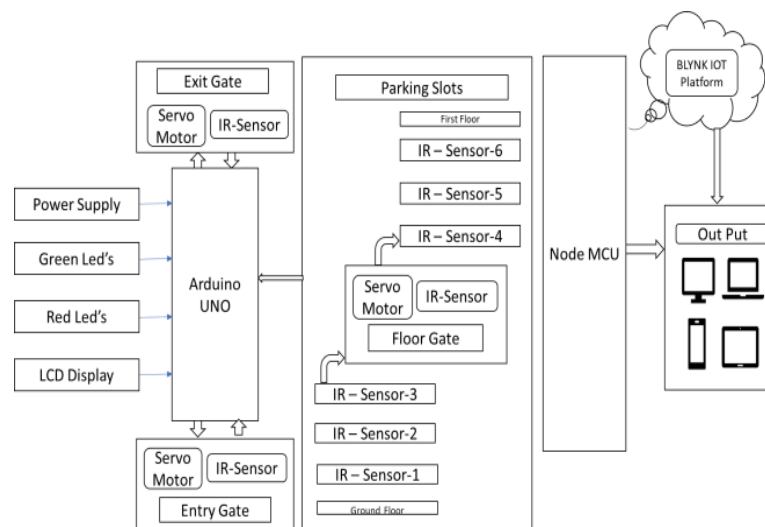 Exit Gate
Servo
Motor
IR-Sensor
Power Supply
Green Led's
Red Led's
LCD Display
Arduino
UNO
Servo
Motor
IR-Sensor
Entry Gate
Parking Slots
First Floor
IR – Sensor-6
IR – Sensor-5
IR – Sensor-4
Servo
Motor
IR-Sensor
Floor Gate
IR – Sensor-3
IR – Sensor-2
IR – Sensor-1
Ground Floor
Node MCU
BLYNK IOT
Platform
Out Put